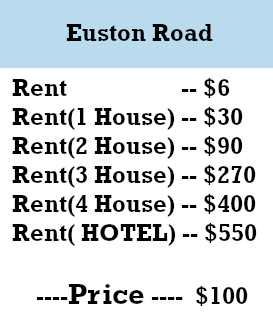 Euston Road
Rent -- $6
Rent(1 House) -- $30
Rent(2 House) -- $90
Rent(3 House) -- $270
Rent(4 House) -- $400
Rent( HOTEL) -- $550
----Price ---- $100